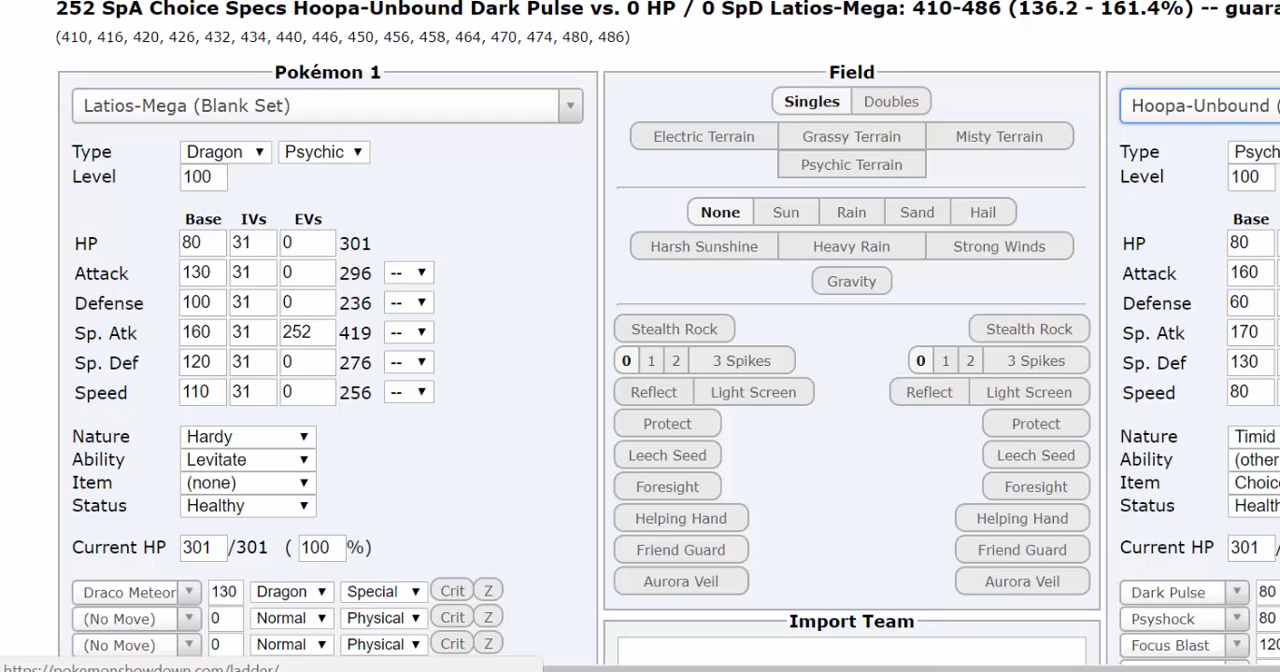 252 SpA Choice Specs Hoopa-Unbound Dark Pulse vs. 0 HP / 0 SpD Latios-Mega: 410-486 (136.2 - 161.4%) -- guara
(410, 416, 420, 426, 432, 434, 440, 446, 450, 456, 458, 464, 470, 474, 480, 486)
Pokémon 1
Latios-Mega (Blank Set)
Type Dragon Psychic
Level 100
Base IVs EVs
HP 80 31 0 301
Attack 130 31 0 296 --
Defense 100 31 0 236 --
Sp. Atk 160 31 252 419 --
Sp. Def 120 31 0 276 --
Speed 110 31 0 256 --
Nature Hardy
Ability Levitate
Item (none)
Status Healthy
Current HP 301 /301 ( 100 %)
Draco Meteor 130 Dragon Special Crit Z
(No Move) 0 Normal Physical Crit Z
(No Move) 0 Normal Physical Crit Z
https://pokemonshowdown.com/ladder/
Field
Singles Doubles
Electric Terrain Grassy Terrain Misty Terrain
Psychic Terrain
None Sun Rain Sand Hail
Harsh Sunshine Heavy Rain Strong Winds
Gravity
Stealth Rock Stealth Rock
0 1 2 3 Spikes 0 1 2 3 Spikes
Reflect Light Screen Reflect Light Screen
Protect Protect
Leech Seed Leech Seed
Foresight Foresight
Helping Hand Helping Hand
Friend Guard Friend Guard
Aurora Veil Aurora Veil
Import Team
Hoopa-Unbound (
Type Psych
Level 100
Base
HP 80
Attack 160
Defense 60
Sp. Atk 170
Sp. Def 130
Speed 80
Nature Timid
Ability (other
Item Choice
Status Health
Current HP 301 /
Dark Pulse 80
Psyshock 80
Focus Blast 120